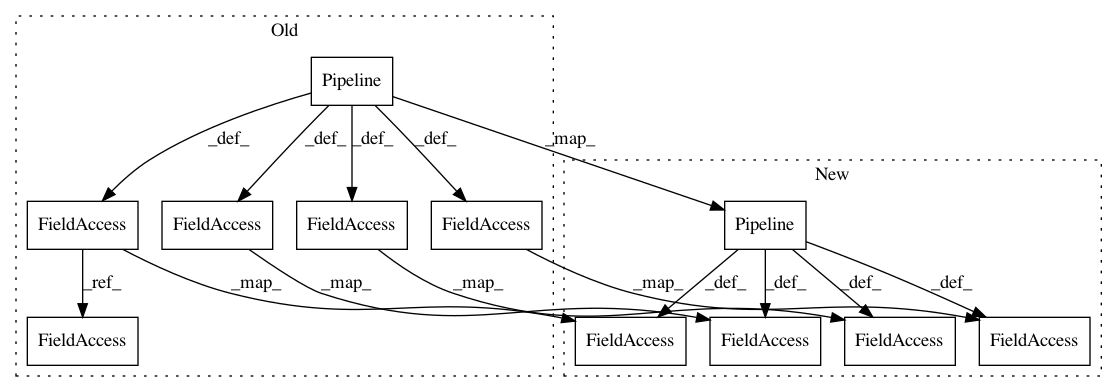 Old
Pipeline
_def_
_def_
_def_
_def_
_map_
New
FieldAccess
FieldAccess
FieldAccess
FieldAccess
Pipeline
_ref_
_map_
_map_
_map_
_map_
_def_
_def_
_def_
_def_
FieldAccess
FieldAccess
FieldAccess
FieldAccess
FieldAccess